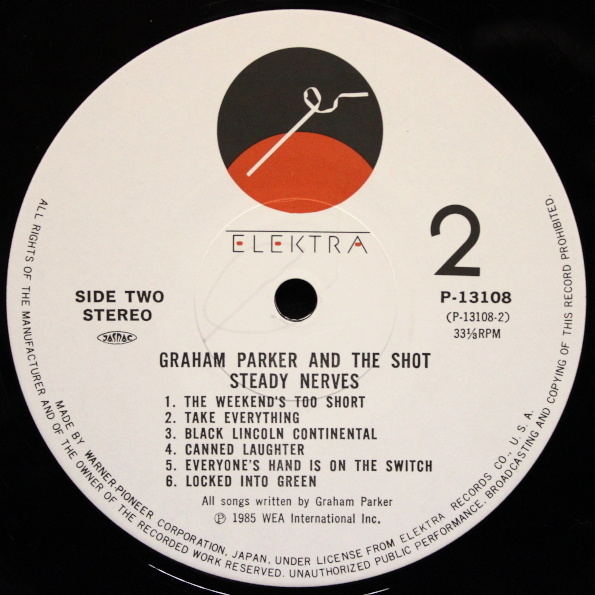 ELEKTRA
2
SIDE TWO
STEREO
JASRAC
P-13108
(P-13108-2)
33⅓RPM
GRAHAM PARKER AND THE SHOT
STEADY NERVES
1. THE WEEKEND'S TOO SHORT
2. TAKE EVERYTHING
3. BLACK LINCOLN CONTINENTAL
4. CANNED LAUGHTER
5. EVERYONE'S HAND IS ON THE SWITCH
6. LOCKED INTO GREEN
All songs written by Graham Parker
Ⓟ 1985 WEA International Inc.
MADE BY WARNER-PIONEER CORPORATION, JAPAN, UNDER LICENSE FROM ELEKTRA RECORDS CO., U.S.A.
ALL RIGHTS OF THE MANUFACTURER AND OF THE OWNER OF THE RECORDED WORK RESERVED. UNAUTHORIZED PUBLIC PERFORMANCE, BROADCASTING AND COPYING OF THIS RECORD PROHIBITED.